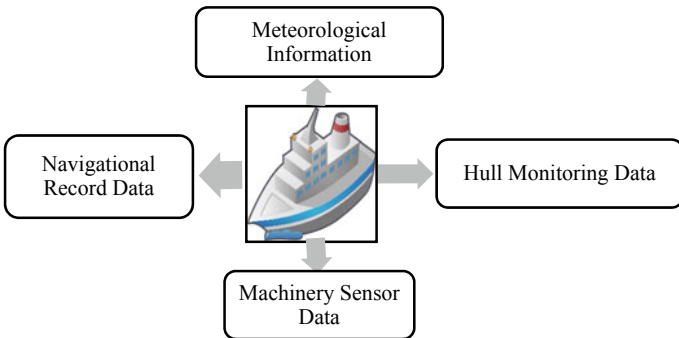 Meteorological
Information
Navigational
Record Data
Hull Monitoring Data
Machinery Sensor
Data